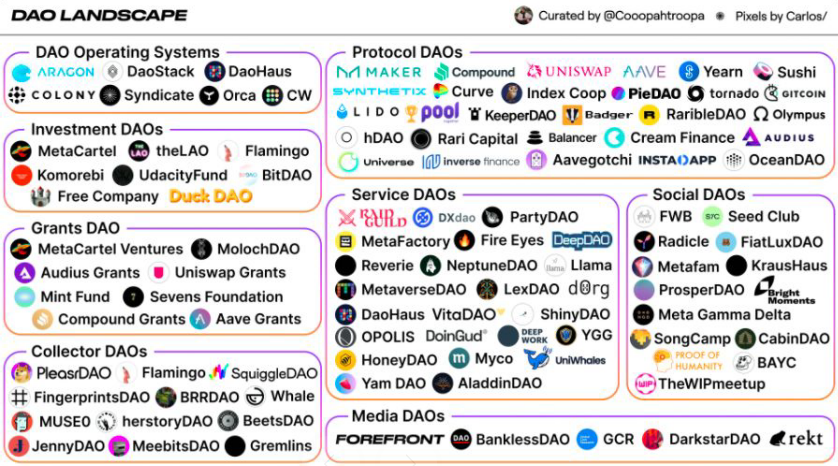 DAO LANDSCAPE
Curated by @Cooopahtroopa
Pixels by Carlos/
DAO Operating Systems
ARAGON DaoStack DaoHaus
COLONY Syndicate Orca CW
Investment DAOs
MetaCartel THE LAO theLAO Flamingo
Komorebi UdacityFund BitDAO
Free Company Duck DAO
Grants DAO
MetaCartel Ventures MolochDAO
Audius Grants Uniswap Grants
Mint Fund 7 Sevens Foundation
Compound Grants Aave Grants
Collector DAOs
PleasrDAO Flamingo SquiggleDAO
FingerprintsDAO BRRDAO Whale
MUSE0 herstoryDAO BeetsDAO
JennyDAO MeebitsDAO Gremlins
Protocol DAOs
MAKER Compound UNISWAP AAVE Yearn Sushi
SYNTHETIX Curve Index Coop PieDAO tornado GITCOIN
LIDO pool KeeperDAO Badger R RaribleDAO Olympus
hDAO Rari Capital Balancer Cream Finance AUDIUS
Universe inverse finance Aavegotchi INSTADAPP OceanDAO
Service DAOs
RAID GUILD DXdao PartyDAO
MetaFactory Fire Eyes DeepDAO
Reverie NeptuneDAO llama Llama
MetaverseDAO LexDAO d0rg
DaoHaus VitaDAO ShinyDAO
OPOLIS DoinGud DEEP WORK YGG
HoneyDAO m Myco UniWhales
Yam DAO AladdinDAO
Social DAOs
FWB S7C Seed Club
Radicle FiatLuxDAO
Metafam KrausHaus
ProsperDAO Bright Moments
Meta Gamma Delta
SongCamp CabinDAO
PROOF OF HUMANITY BAYC
WIP TheWIPmeetup
Media DAOs
FOREFRONT DAO BanklessDAO GCR DarkstarDAO rekt